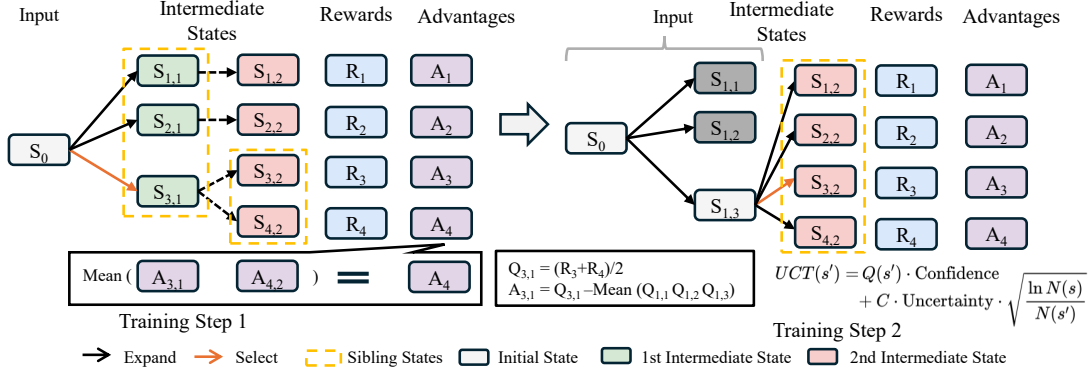 Input
Intermediate
States
Rewards
Advantages
S1,1
S1,2
R1
A1
S2,1
S2,2
R2
A2
S0
S3,1
S3,2
R3
A3
S4,2
R4
A4
Mean (
A3,1
A4,2
)
=
A4
Training Step 1
Input
Intermediate
States
Rewards
Advantages
S1,1
S1,2
R1
A1
S1,2
S2,2
R2
A2
S0
S3,2
R3
A3
S1,3
S4,2
R4
A4
Q3,1 = (R3+R4)/2
A3,1 = Q3,1 –Mean (Q1,1 Q1,2 Q1,3)
UCT(s′) = Q(s′) · Confidence
+ C · Uncertainty · √(ln N(s) / N(s′))
Training Step 2
Expand
Select
Sibling States
Initial State
1st Intermediate State
2nd Intermediate State